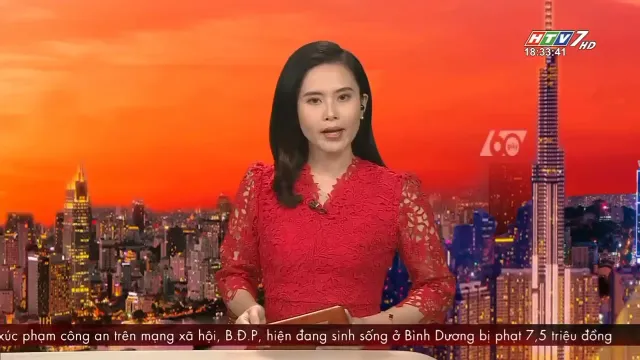 HTV7 HD
18:33:41
60 giây
xúc phạm công an trên mạng xã hội, B.Đ.P, hiện đang sinh sống ở Bình Dương bị phạt 7,5 triệu đồng